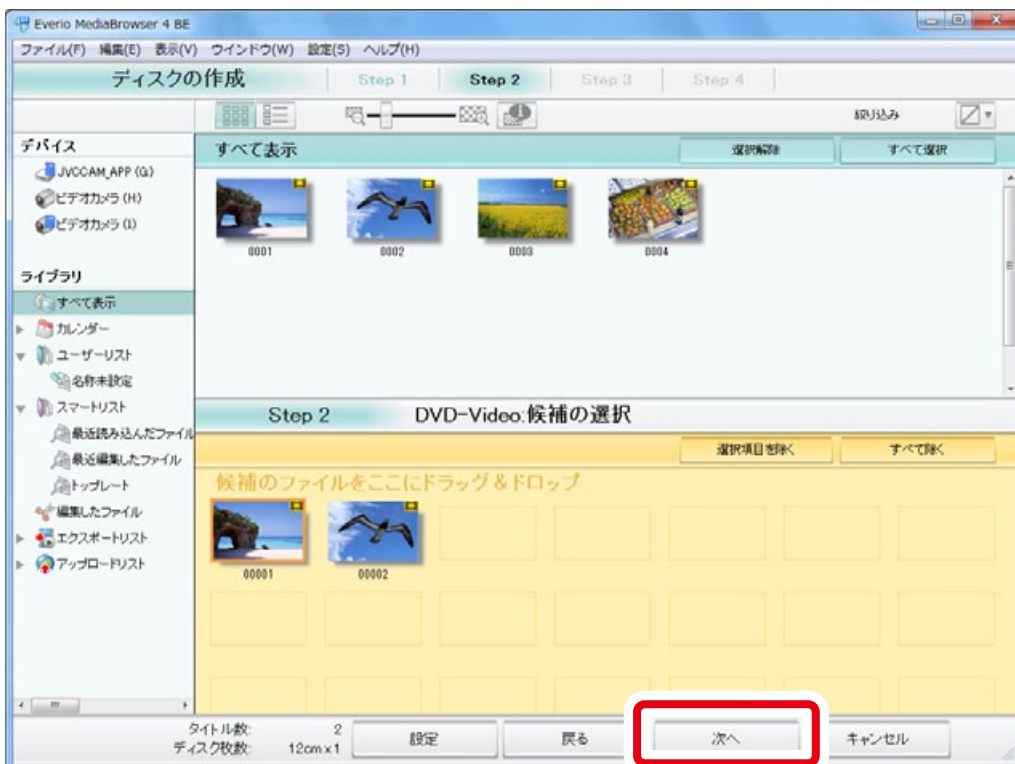 Everio MediaBrowser 4 BE
ファイル(F) 編集(E) 表示(V) ウインドウ(W) 設定(S) ヘルプ(H)
ディスクの作成 Step 1 Step 2 Step 3 Step 4
絞り込み
デバイス
JVCCAM_APP (G:)
ビデオカメラ (H:)
ビデオカメラ (I:)
ライブラリ
すべて表示
カレンダー
ユーザーリスト
名称未設定
スマートリスト
最近読み込んだファイル
最近編集したファイル
トップレート
編集したファイル
エクスポートリスト
アップロードリスト
すべて表示 選択解除 すべて選択
0001 0002 0003 0004
Step 2 DVD-Video:候補の選択
選択項目を除く すべて除く
候補のファイルをここにドラッグ&ドロップ
00001 00002
タイトル数: 2
ディスク枚数: 12cm x 1
設定 戻る 次へ キャンセル